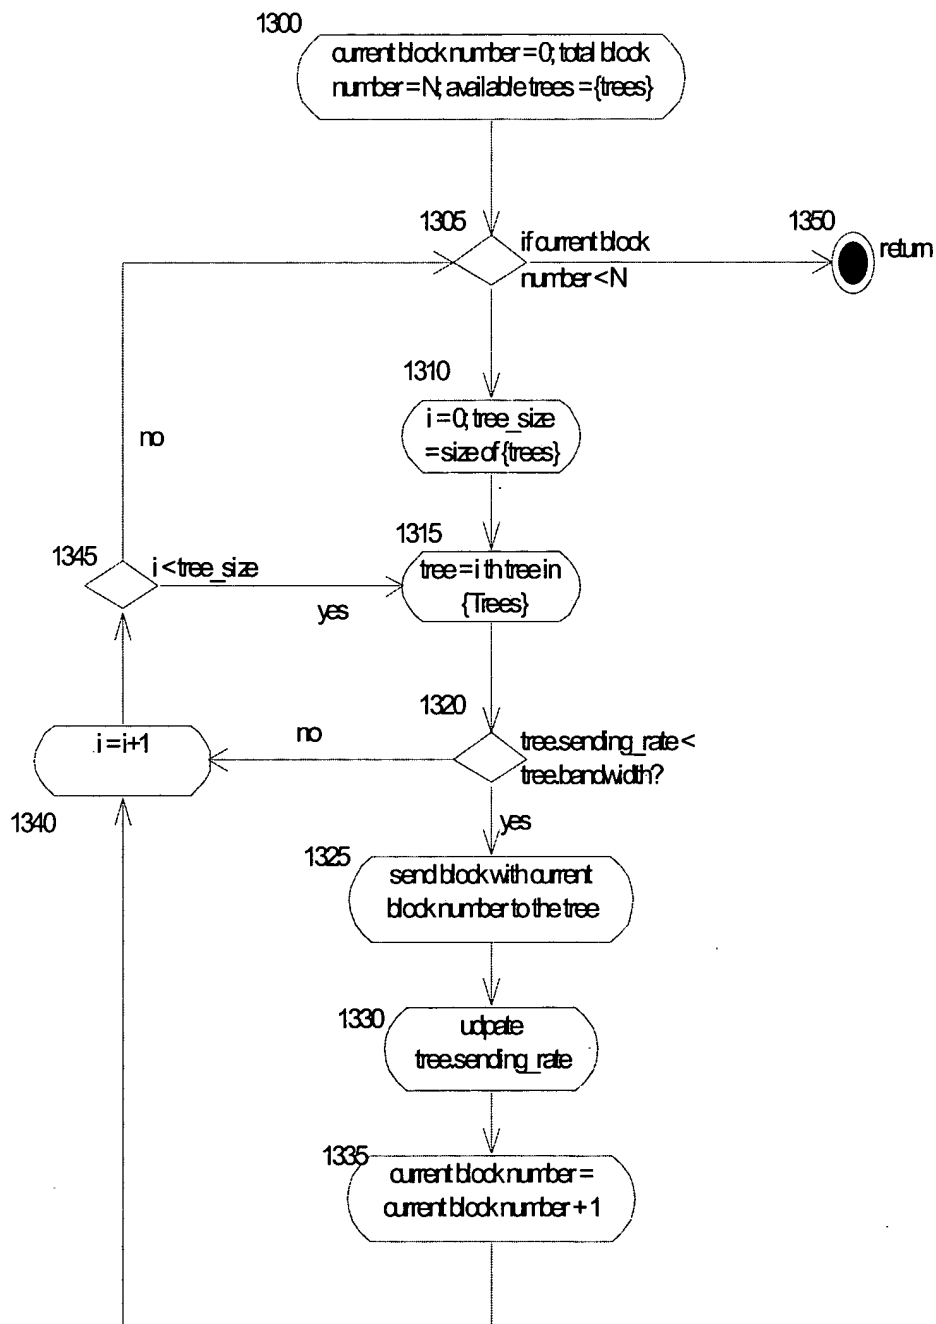 1300
current block number = 0; total block
number = N; available trees = {trees}
1305
if current block
number < N
1350
return
1310
i = 0; tree_size
= size of {trees}
no
1315
1345
i < tree_size
yes
tree = i th tree in
{Trees}
1320
tree.sending_rate <
tree.bandwidth?
no
i = i+1
1340
yes
1325
send block with current
block number to the tree
1330
udpate
tree.sending_rate
1335
current block number =
current block number + 1